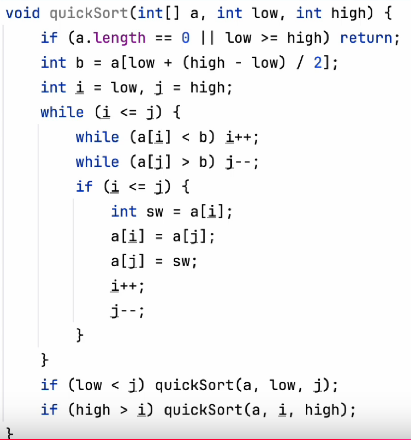 void quickSort(int[] a, int low, int high) {
if (a.length == 0 || low >= high) return;
int b = a[low + (high - low) / 2];
int i = low, j = high;
while (i <= j) {
while (a[i] < b) i++;
while (a[j] > b) j--;
if (i <= j) {
int sw = a[i];
a[i] = a[j];
a[j] = sw;
i++;
j--;
}
}
if (low < j) quickSort(a, low, j);
if (high > i) quickSort(a, i, high);
}